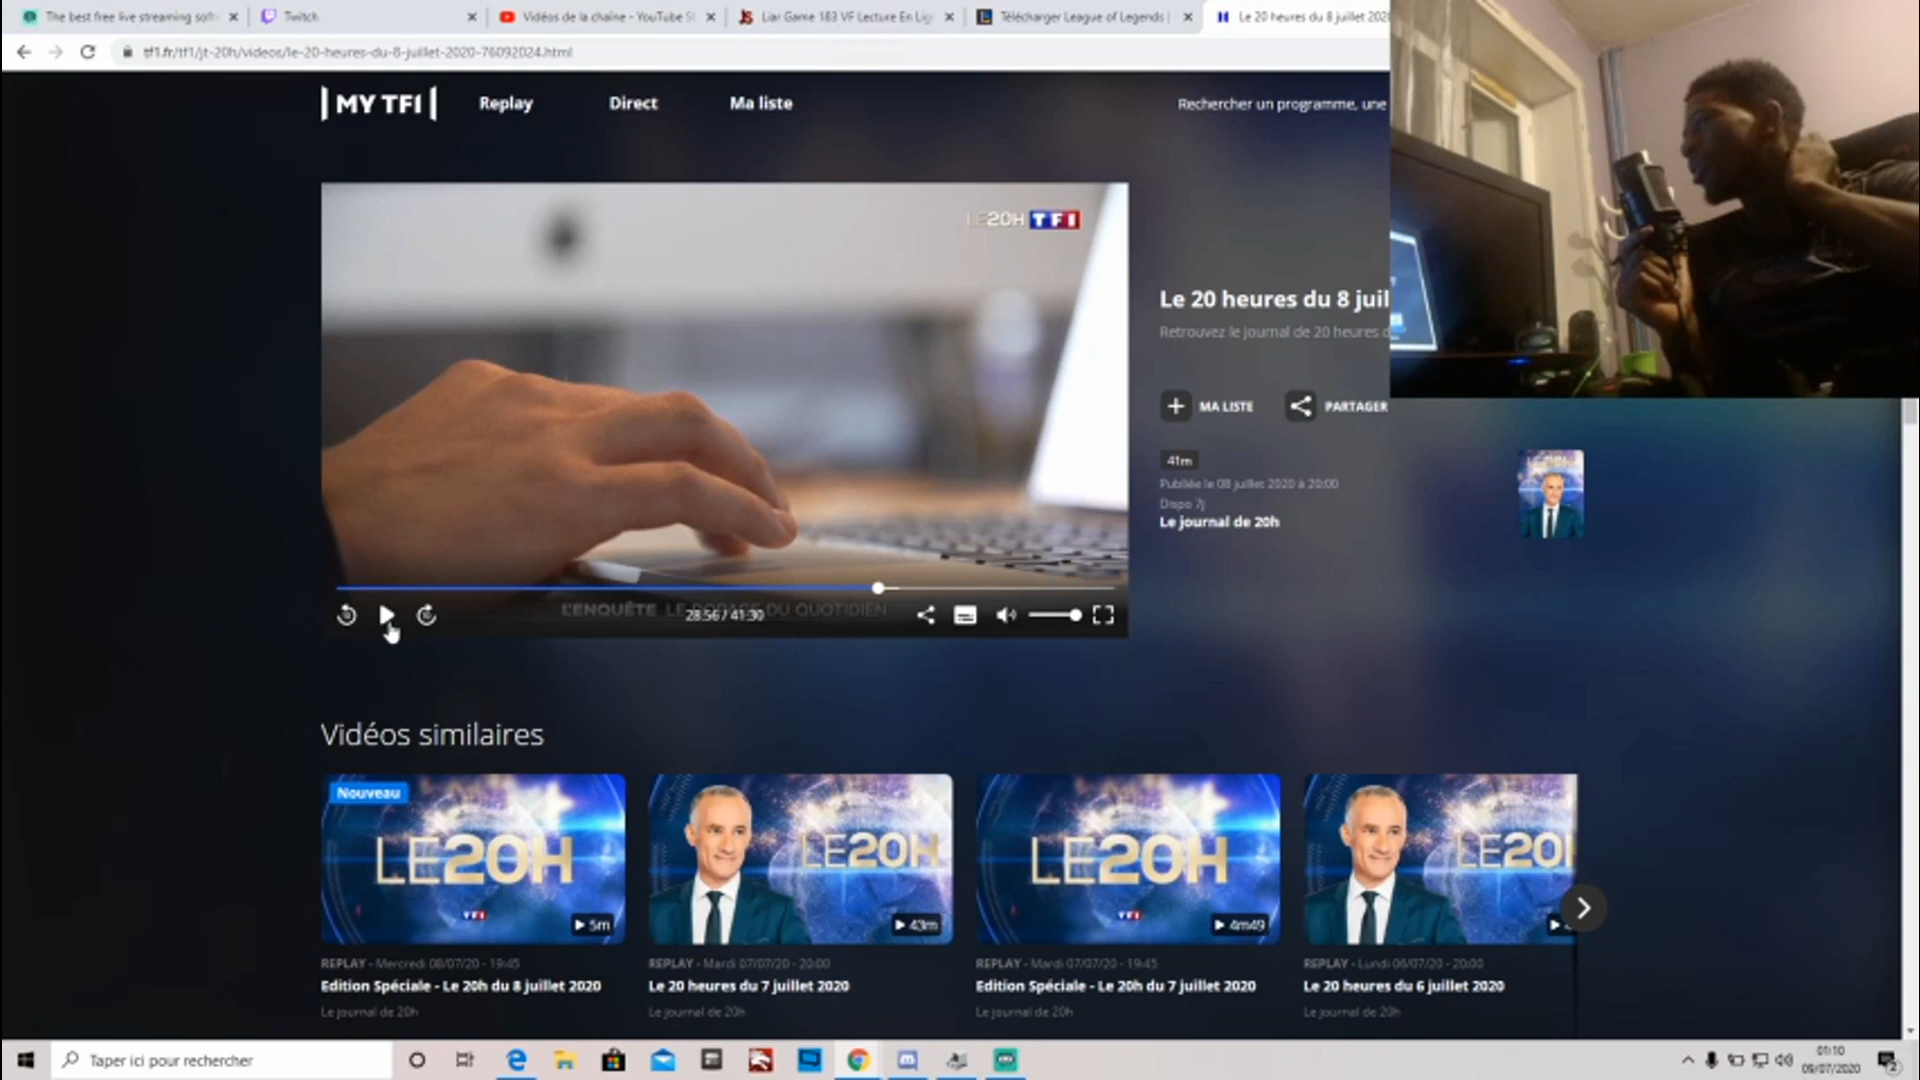 The best free live streaming soft
Twitch
Vidéos de la chaîne - YouTube S
Liar Game 183 VF Lecture En Lig
Télécharger League of Legends |
Le 20 heures du 8 juillet 202
tf1.fr/tf1/jt-20h/videos/le-20-heures-du-8-juillet-2020-76092024.html
MY TF1
Replay
Direct
Ma liste
Rechercher un programme, une
LE20H TF1
Le 20 heures du 8 juil
Retrouvez le journal de 20 heures d
MA LISTE
PARTAGER
41m
Publiée le 08 juillet 2020 à 20:00
Dispo 7j
Le journal de 20h
L'ENQUÊTE LE DOPAGE DU QUOTIDIEN
28:56 / 41:30
Vidéos similaires
Nouveau
LE20H
TF1
5m
LE20H
43m
LE20H
TF1
4m49
LE20H
REPLAY - Mercredi 08/07/20 - 19:45
REPLAY - Mardi 07/07/20 - 20:00
REPLAY - Mardi 07/07/20 - 19:45
REPLAY - Lundi 06/07/20 - 20:00
Edition Spéciale - Le 20h du 8 juillet 2020
Le 20 heures du 7 juillet 2020
Edition Spéciale - Le 20h du 7 juillet 2020
Le 20 heures du 6 juillet 2020
Le journal de 20h
Le journal de 20h
Le journal de 20h
Le journal de 20h
Taper ici pour rechercher
01:10
09/07/2020
2